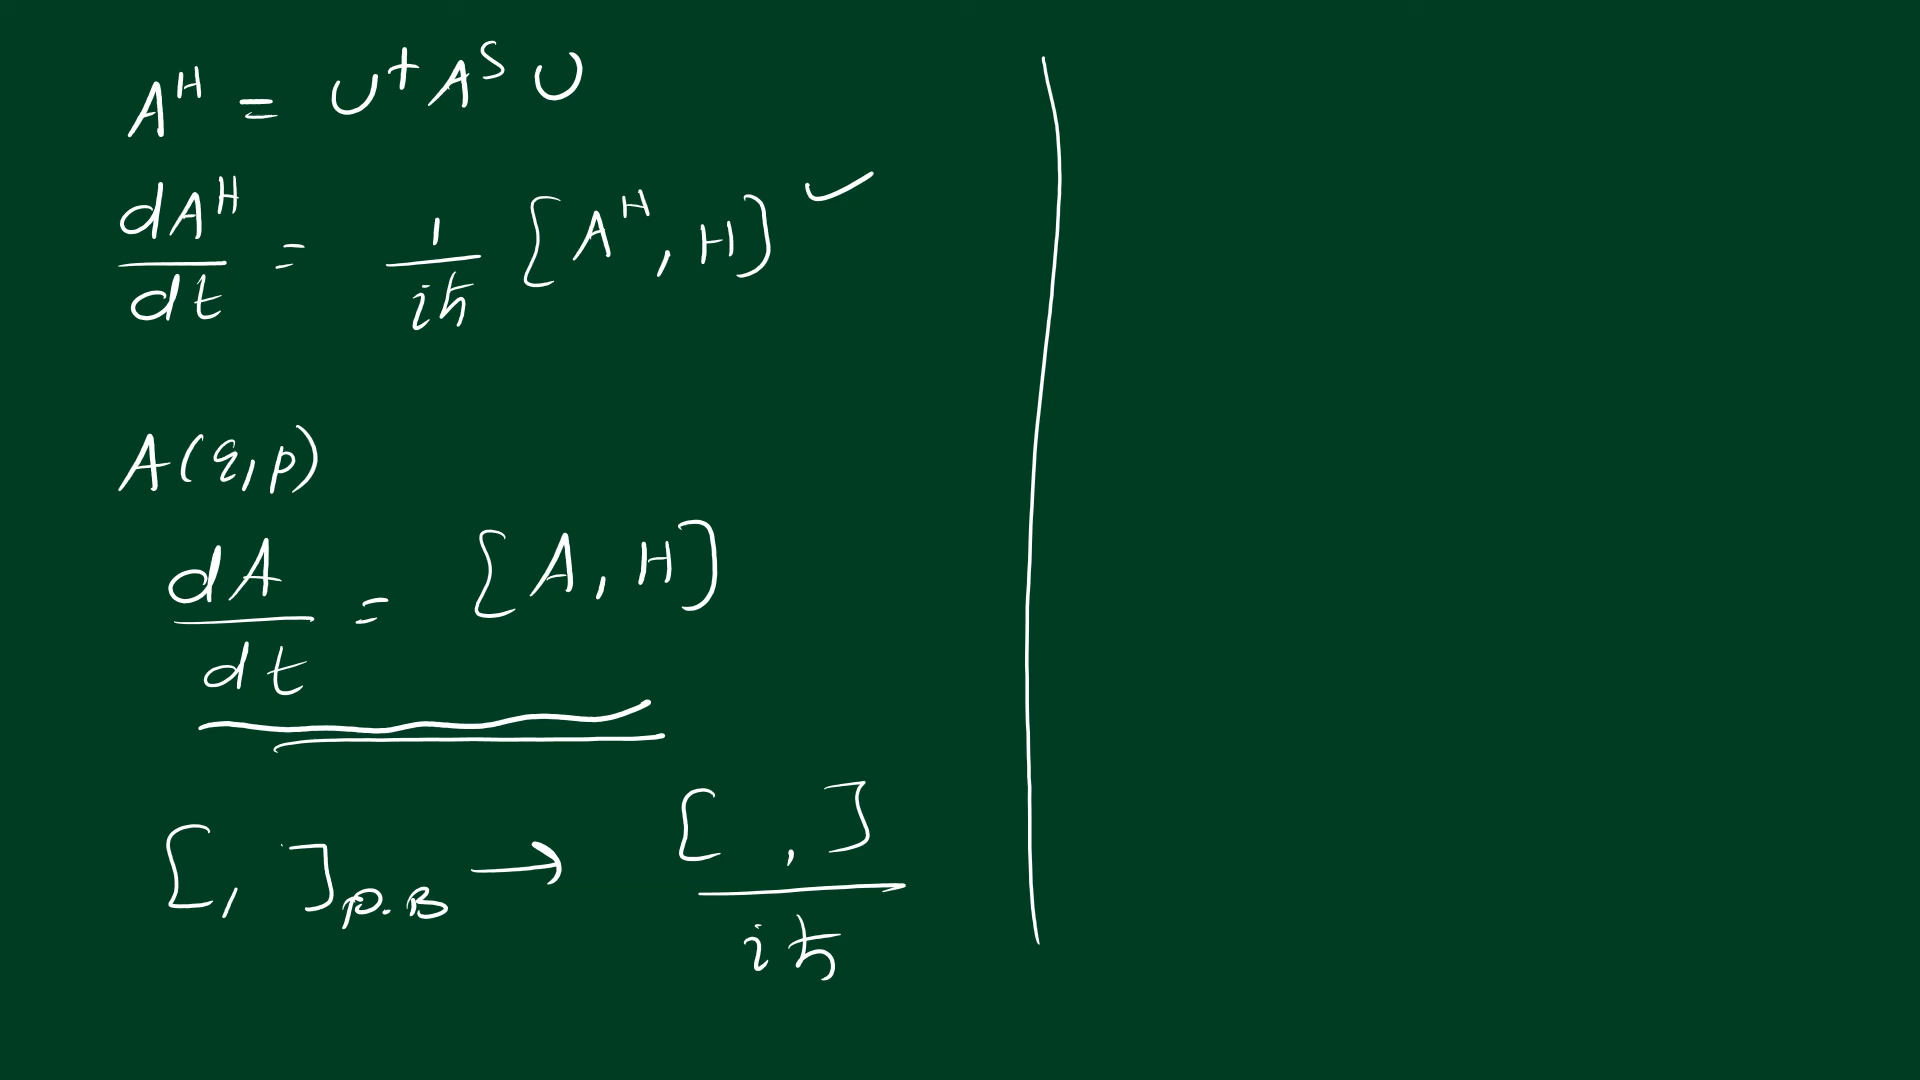 A^H = U^† A^S U
dA^H/dt = 1/iℏ [A^H, H] ✓
A(q,p)
dA/dt = [A, H]
[ , ]_{P.B} → [ , ]/iℏ